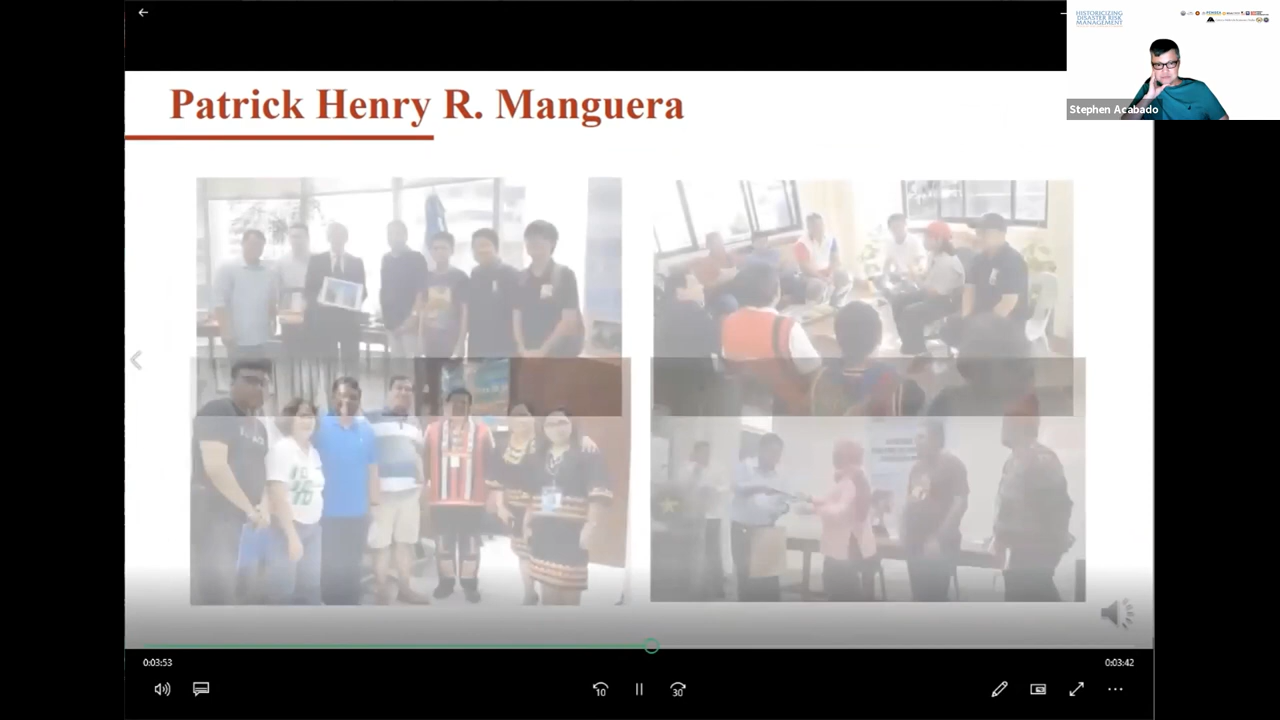 HISTORICIZING
DISASTER RISK
MANAGEMENT
Stephen Acabado
Patrick Henry R. Manguera
0:03:53
0:03:42
10
30